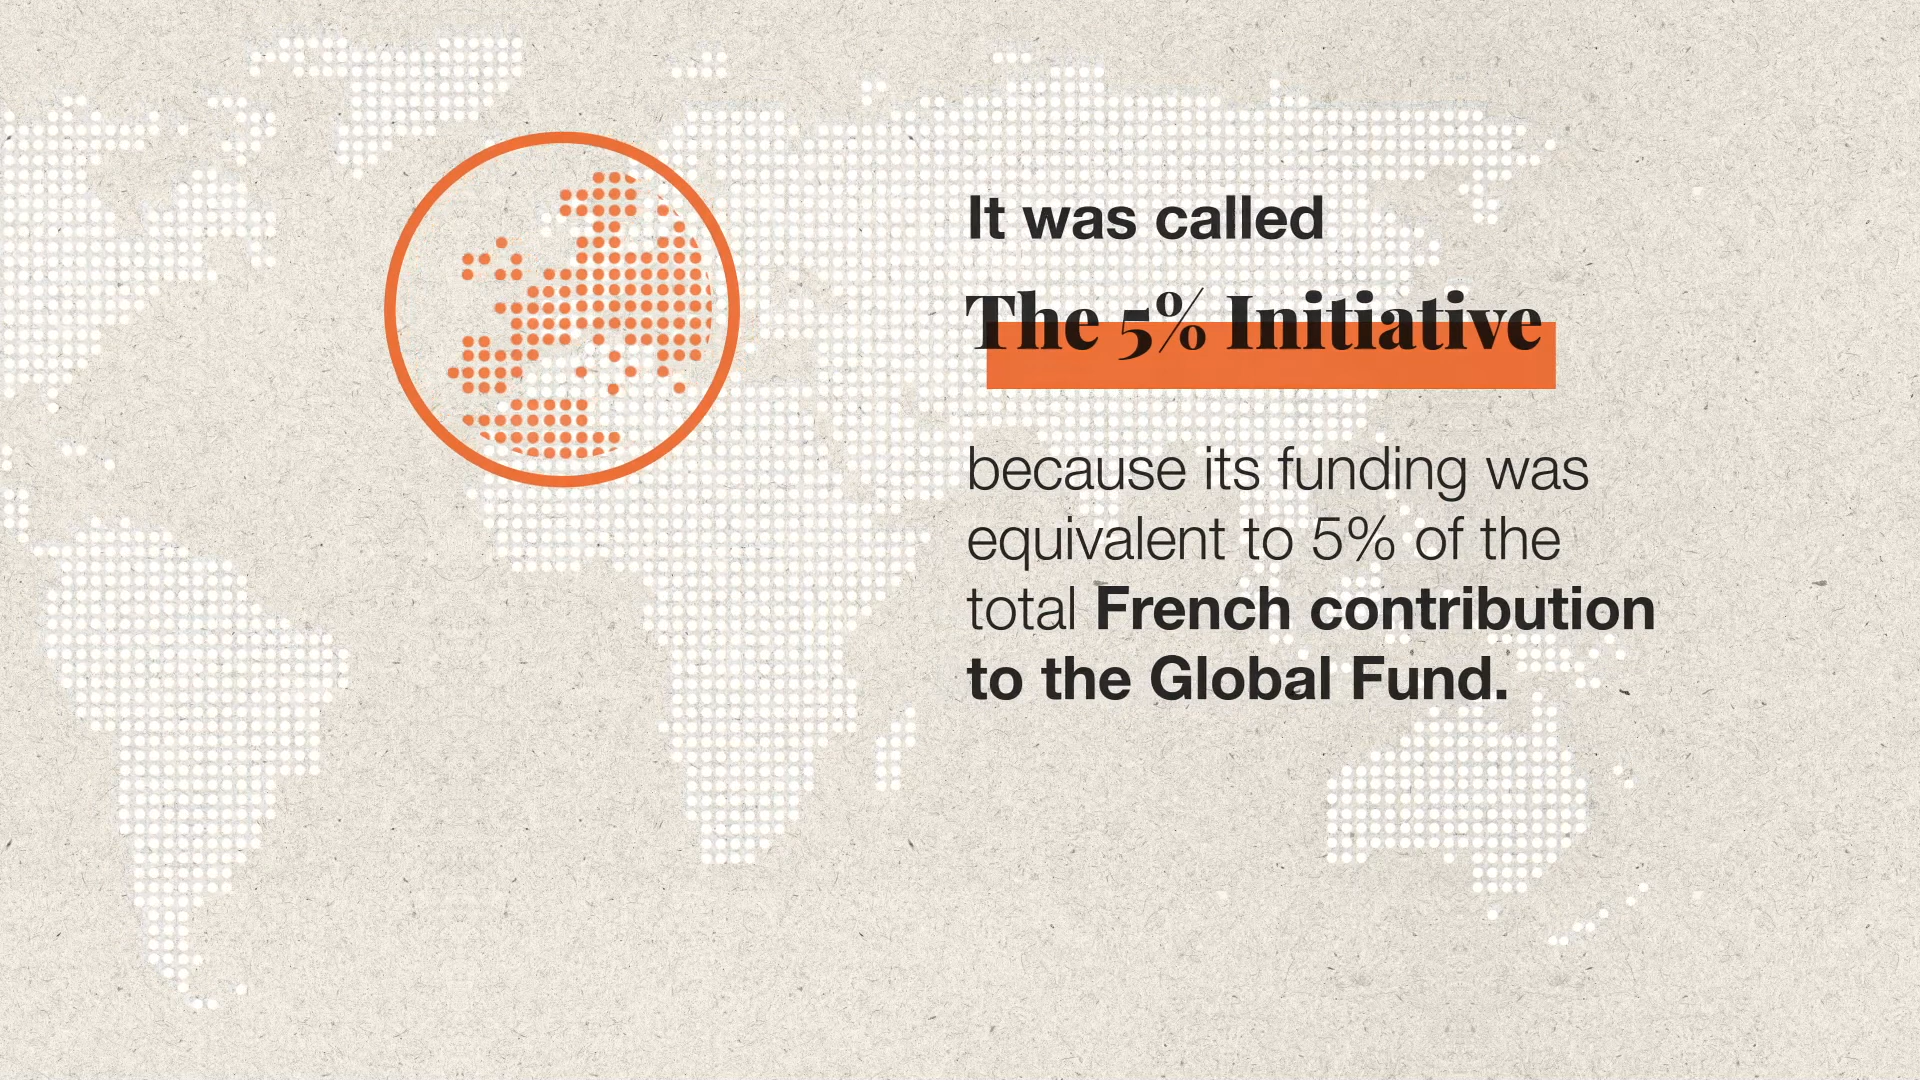 It was called
The 5% Initiative
because its funding was
equivalent to 5% of the
total French contribution
to the Global Fund.